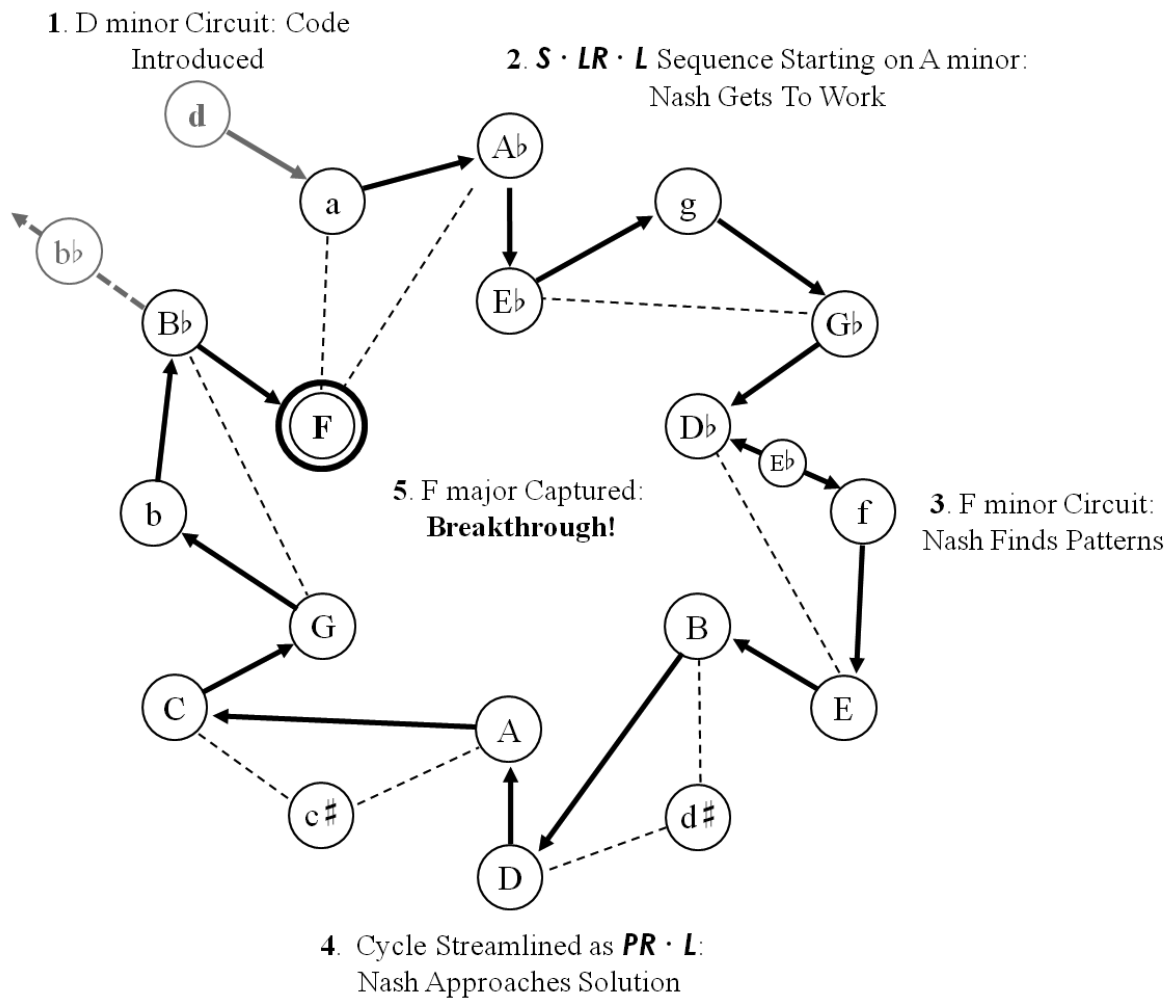 1. D minor Circuit: Code
Introduced
2. S · LR · L Sequence Starting on A minor:
Nash Gets To Work
d
a
A♭
g
b♭
B♭
E♭
G♭
F
D♭
E♭
f
b
5. F major Captured:
Breakthrough!
3. F minor Circuit:
Nash Finds Patterns
G
B
C
A
E
c♯
d♯
D
4. Cycle Streamlined as PR · L:
Nash Approaches Solution